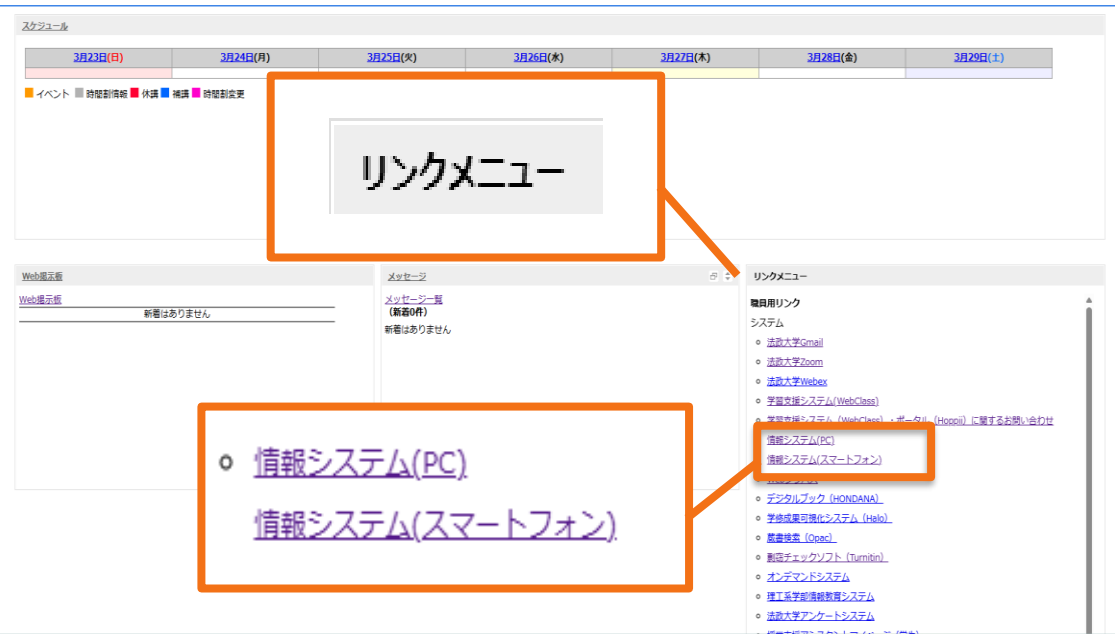 スケジュール
3月23日(日) 3月24日(月) 3月25日(火) 3月26日(水) 3月27日(木) 3月28日(金) 3月29日(土)
イベント 時間割情報 休講 補講 時間割変更
リンクメニュー
Web掲示板
Web掲示板
新着はありません
メッセージ
メッセージ一覧
(新着0件)
新着はありません
リンクメニュー
職員用リンク
システム
法政大学Gmail
法政大学Zoom
法政大学Webex
学習支援システム(WebClass)
学習支援システム（WebClass）・ポータル（Hoppii）に関するお問い合わせ
情報システム(PC)
情報システム(スマートフォン)
デジタルブック（HONDANA）
学修成果可視化システム（Halo）
蔵書検索（Opac）
剽窃チェックソフト（Turnitin）
オンデマンドシステム
理工系学部情報教育システム
法政大学アンケートシステム
情報システム(PC)
情報システム(スマートフォン)